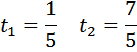 t₁ = 1/5 t₂ = 7/5